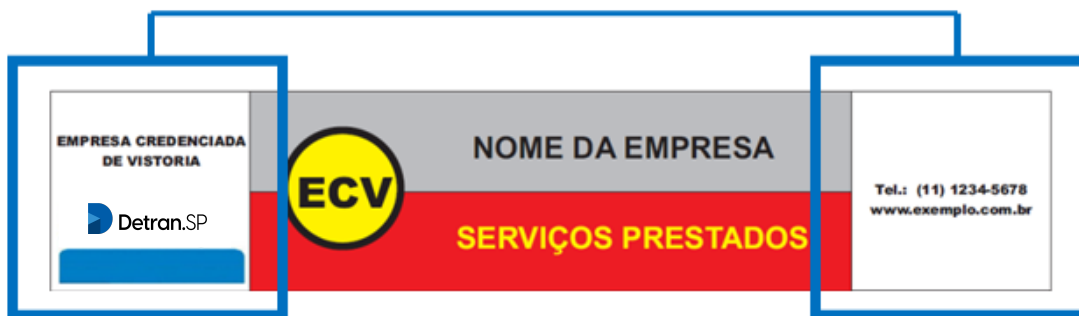 EMPRESA CREDENCIADA
DE VISTORIA
Detran.SP
ECV
NOME DA EMPRESA
SERVIÇOS PRESTADOS
Tel.: (11) 1234-5678
www.exemplo.com.br